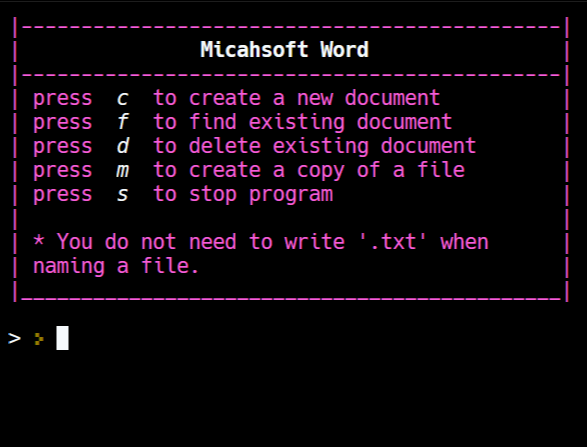 Micahsoft Word
press c to create a new document
press f to find existing document
press d to delete existing document
press m to create a copy of a file
press s to stop program
* You do not need to write '.txt' when
naming a file.
>